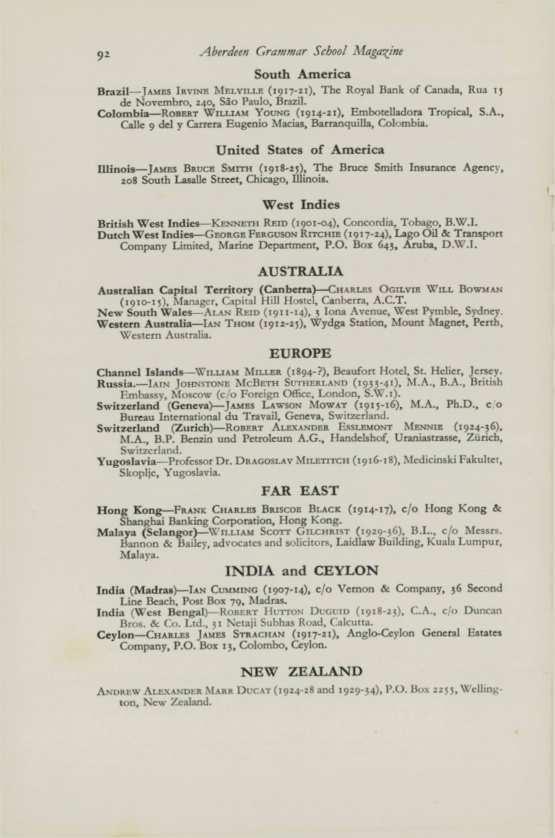 92 Aberdeen Grammar School Magazine
South America
Brazil—James Irvine Melville (1917-21), The Royal Bank of Canada, Rua 15
de Novembro, 240, São Paulo, Brazil.
Colombia—Robert William Young (1914-21), Embotelladora Tropical, S.A.,
Calle 9 del y Carrera Eugenio Macias, Barranquilla, Colombia.
United States of America
Illinois—James Bruce Smith (1918-25), The Bruce Smith Insurance Agency,
208 South Lasalle Street, Chicago, Illinois.
West Indies
British West Indies—Kenneth Reid (1901-04), Concordia, Tobago, B.W.I.
Dutch West Indies—George Ferguson Ritchie (1917-24), Lago Oil & Transport
Company Limited, Marine Department, P.O. Box 643, Aruba, D.W.I.
AUSTRALIA
Australian Capital Territory (Canberra)—Charles Ogilvie Will Bowman
(1910-15), Manager, Capital Hill Hostel, Canberra, A.C.T.
New South Wales—Alan Reid (1911-14), 3 Iona Avenue, West Pymble, Sydney.
Western Australia—Ian Thom (1912-25), Wydga Station, Mount Magnet, Perth,
Western Australia.
EUROPE
Channel Islands—William Miller (1894-?), Beaufort Hotel, St. Helier, Jersey.
Russia.—Iain Johnstone McBeth Sutherland (1933-41), M.A., B.A., British
Embassy, Moscow (c/o Foreign Office, London, S.W.1).
Switzerland (Geneva)—James Lawson Mowat (1915-16), M.A., Ph.D., c/o
Bureau International du Travail, Geneva, Switzerland.
Switzerland (Zurich)—Robert Alexander Esslemont Mennie (1924-36),
M.A., B.P. Benzin und Petroleum A.G., Handelshof, Uraniastrasse, Zürich,
Switzerland.
Yugoslavia—Professor Dr. Dragoslav Miletitch (1916-18), Medicinski Fakultet,
Skoplje, Yugoslavia.
FAR EAST
Hong Kong—Frank Charles Briscoe Black (1914-17), c/o Hong Kong &
Shanghai Banking Corporation, Hong Kong.
Malaya (Selangor)—William Scott Gilchrist (1929-36), B.L., c/o Messrs.
Bannon & Bailey, advocates and solicitors, Laidlaw Building, Kuala Lumpur,
Malaya.
INDIA and CEYLON
India (Madras)—Ian Cumming (1907-14), c/o Vernon & Company, 36 Second
Line Beach, Post Box 79, Madras.
India (West Bengal)—Robert Hutton Duguid (1918-23), C.A., c/o Duncan
Bros. & Co. Ltd., 31 Netaji Subhas Road, Calcutta.
Ceylon—Charles James Strachan (1917-21), Anglo-Ceylon General Estates
Company, P.O. Box 13, Colombo, Ceylon.
NEW ZEALAND
Andrew Alexander Marr Ducat (1924-28 and 1929-34), P.O. Box 2255, Welling-
ton, New Zealand.